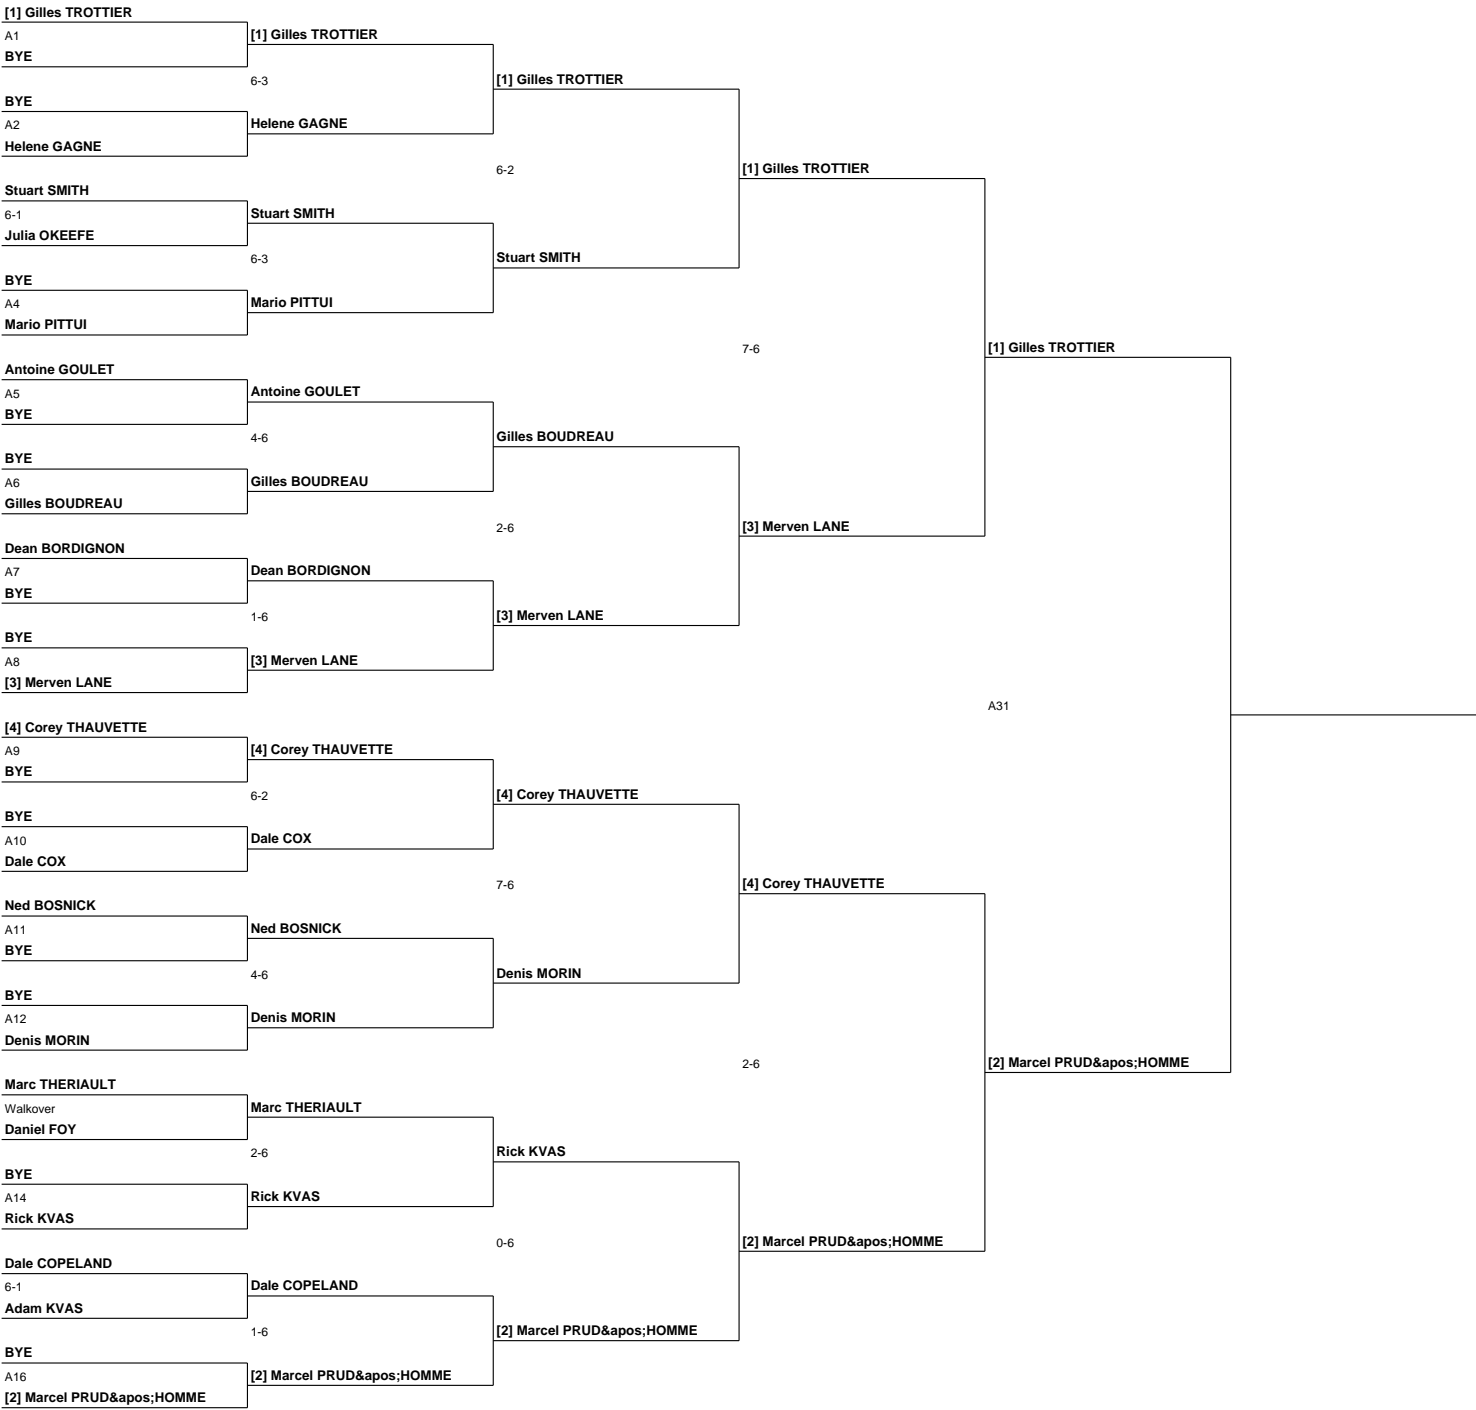 [1] Gilles TROTTIER
A1
BYE
BYE
A2
Helene GAGNE
Stuart SMITH
6-1
Julia OKEEFE
BYE
A4
Mario PITTUI
Antoine GOULET
A5
BYE
BYE
A6
Gilles BOUDREAU
Dean BORDIGNON
A7
BYE
BYE
A8
[3] Merven LANE
[4] Corey THAUVETTE
A9
BYE
BYE
A10
Dale COX
Ned BOSNICK
A11
BYE
BYE
A12
Denis MORIN
Marc THERIAULT
Walkover
Daniel FOY
BYE
A14
Rick KVAS
Dale COPELAND
6-1
Adam KVAS
BYE
A16
[2] Marcel PRUD&apos;HOMME
[1] Gilles TROTTIER
6-3
Helene GAGNE
Stuart SMITH
6-3
Mario PITTUI
Antoine GOULET
4-6
Gilles BOUDREAU
Dean BORDIGNON
1-6
[3] Merven LANE
[4] Corey THAUVETTE
6-2
Dale COX
Ned BOSNICK
4-6
Denis MORIN
Marc THERIAULT
2-6
Rick KVAS
Dale COPELAND
1-6
[2] Marcel PRUD&apos;HOMME
[1] Gilles TROTTIER
6-2
Stuart SMITH
Gilles BOUDREAU
2-6
[3] Merven LANE
[4] Corey THAUVETTE
7-6
Denis MORIN
Rick KVAS
0-6
[2] Marcel PRUD&apos;HOMME
[1] Gilles TROTTIER
7-6
[3] Merven LANE
[4] Corey THAUVETTE
2-6
[2] Marcel PRUD&apos;HOMME
[1] Gilles TROTTIER
A31
[2] Marcel PRUD&apos;HOMME